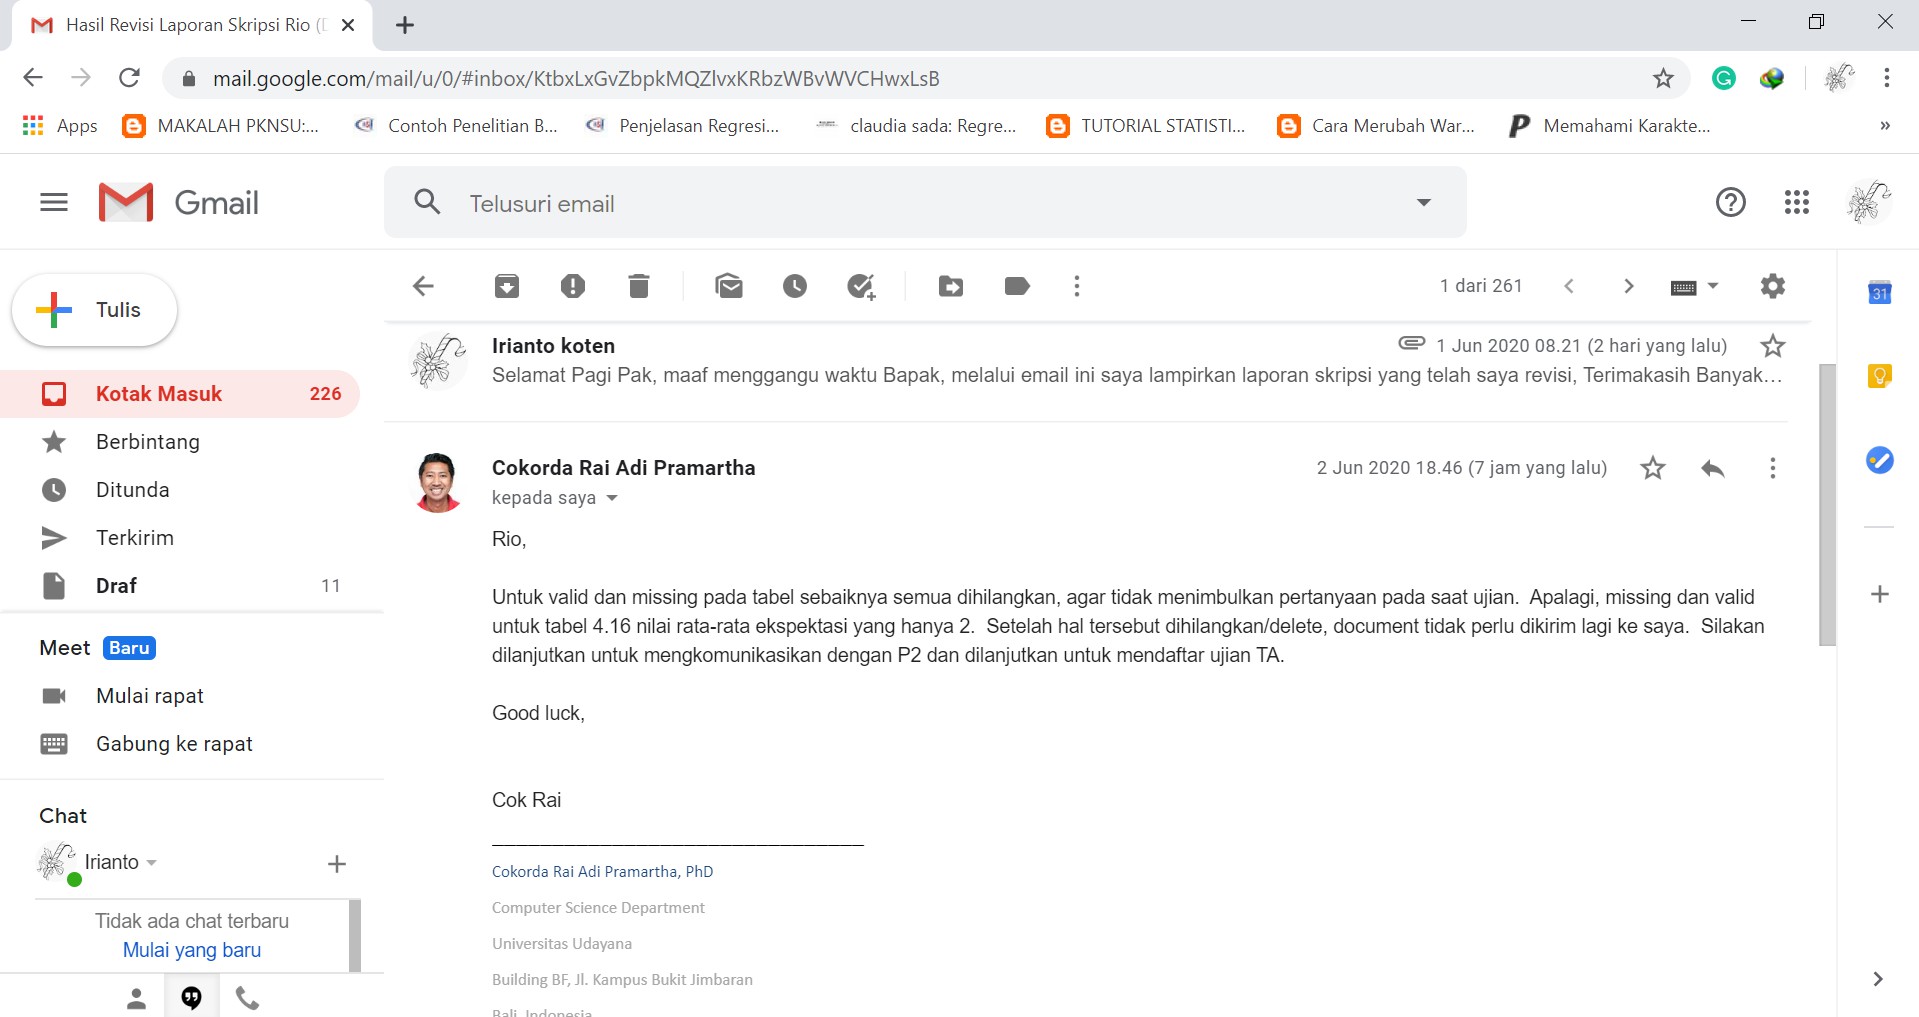 Hasil Revisi Laporan Skripsi Rio (
mail.google.com/mail/u/0/#inbox/KtbxLxGvZbpkMQZlvxKRbzWBvWVCHwxLsB
Apps MAKALAH PKNSU:... Contoh Penelitian B... Penjelasan Regresi... claudia sada: Regre... TUTORIAL STATISTI... Cara Merubah War... Memahami Karakte... »
Gmail
Telusuri email
Tulis
1 dari 261
31
Kotak Masuk 226
Berbintang
Ditunda
Terkirim
Draf 11
Meet Baru
Mulai rapat
Gabung ke rapat
Chat
Irianto
Tidak ada chat terbaru
Mulai yang baru
Irianto koten
1 Jun 2020 08.21 (2 hari yang lalu)
Selamat Pagi Pak, maaf menggangu waktu Bapak, melalui email ini saya lampirkan laporan skripsi yang telah saya revisi, Terimakasih Banyak...
Cokorda Rai Adi Pramartha
2 Jun 2020 18.46 (7 jam yang lalu)
kepada saya
Rio,
Untuk valid dan missing pada tabel sebaiknya semua dihilangkan, agar tidak menimbulkan pertanyaan pada saat ujian. Apalagi, missing dan valid
untuk tabel 4.16 nilai rata-rata ekspektasi yang hanya 2. Setelah hal tersebut dihilangkan/delete, document tidak perlu dikirim lagi ke saya. Silakan
dilanjutkan untuk mengkomunikasikan dengan P2 dan dilanjutkan untuk mendaftar ujian TA.
Good luck,
Cok Rai
Cokorda Rai Adi Pramartha, PhD
Computer Science Department
Universitas Udayana
Building BF, Jl. Kampus Bukit Jimbaran
Bali, Indonesia